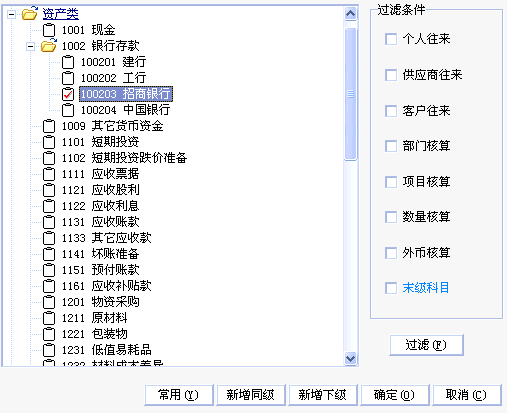 资产类
1001 现金
1002 银行存款
100201 建行
100202 工行
100203 招商银行
100204 中国银行
1009 其它货币资金
1101 短期投资
1102 短期投资跌价准备
1111 应收票据
1121 应收股利
1122 应收利息
1131 应收账款
1133 其它应收款
1141 坏账准备
1151 预付账款
1161 应收补贴款
1201 物资采购
1211 原材料
1221 包装物
1231 低值易耗品
1232 材料成本差异
过滤条件
个人往来
供应商往来
客户往来
部门核算
项目核算
数量核算
外币核算
末级科目
过滤(F)
常用(Y)
新增同级
新增下级
确定(O)
取消(C)